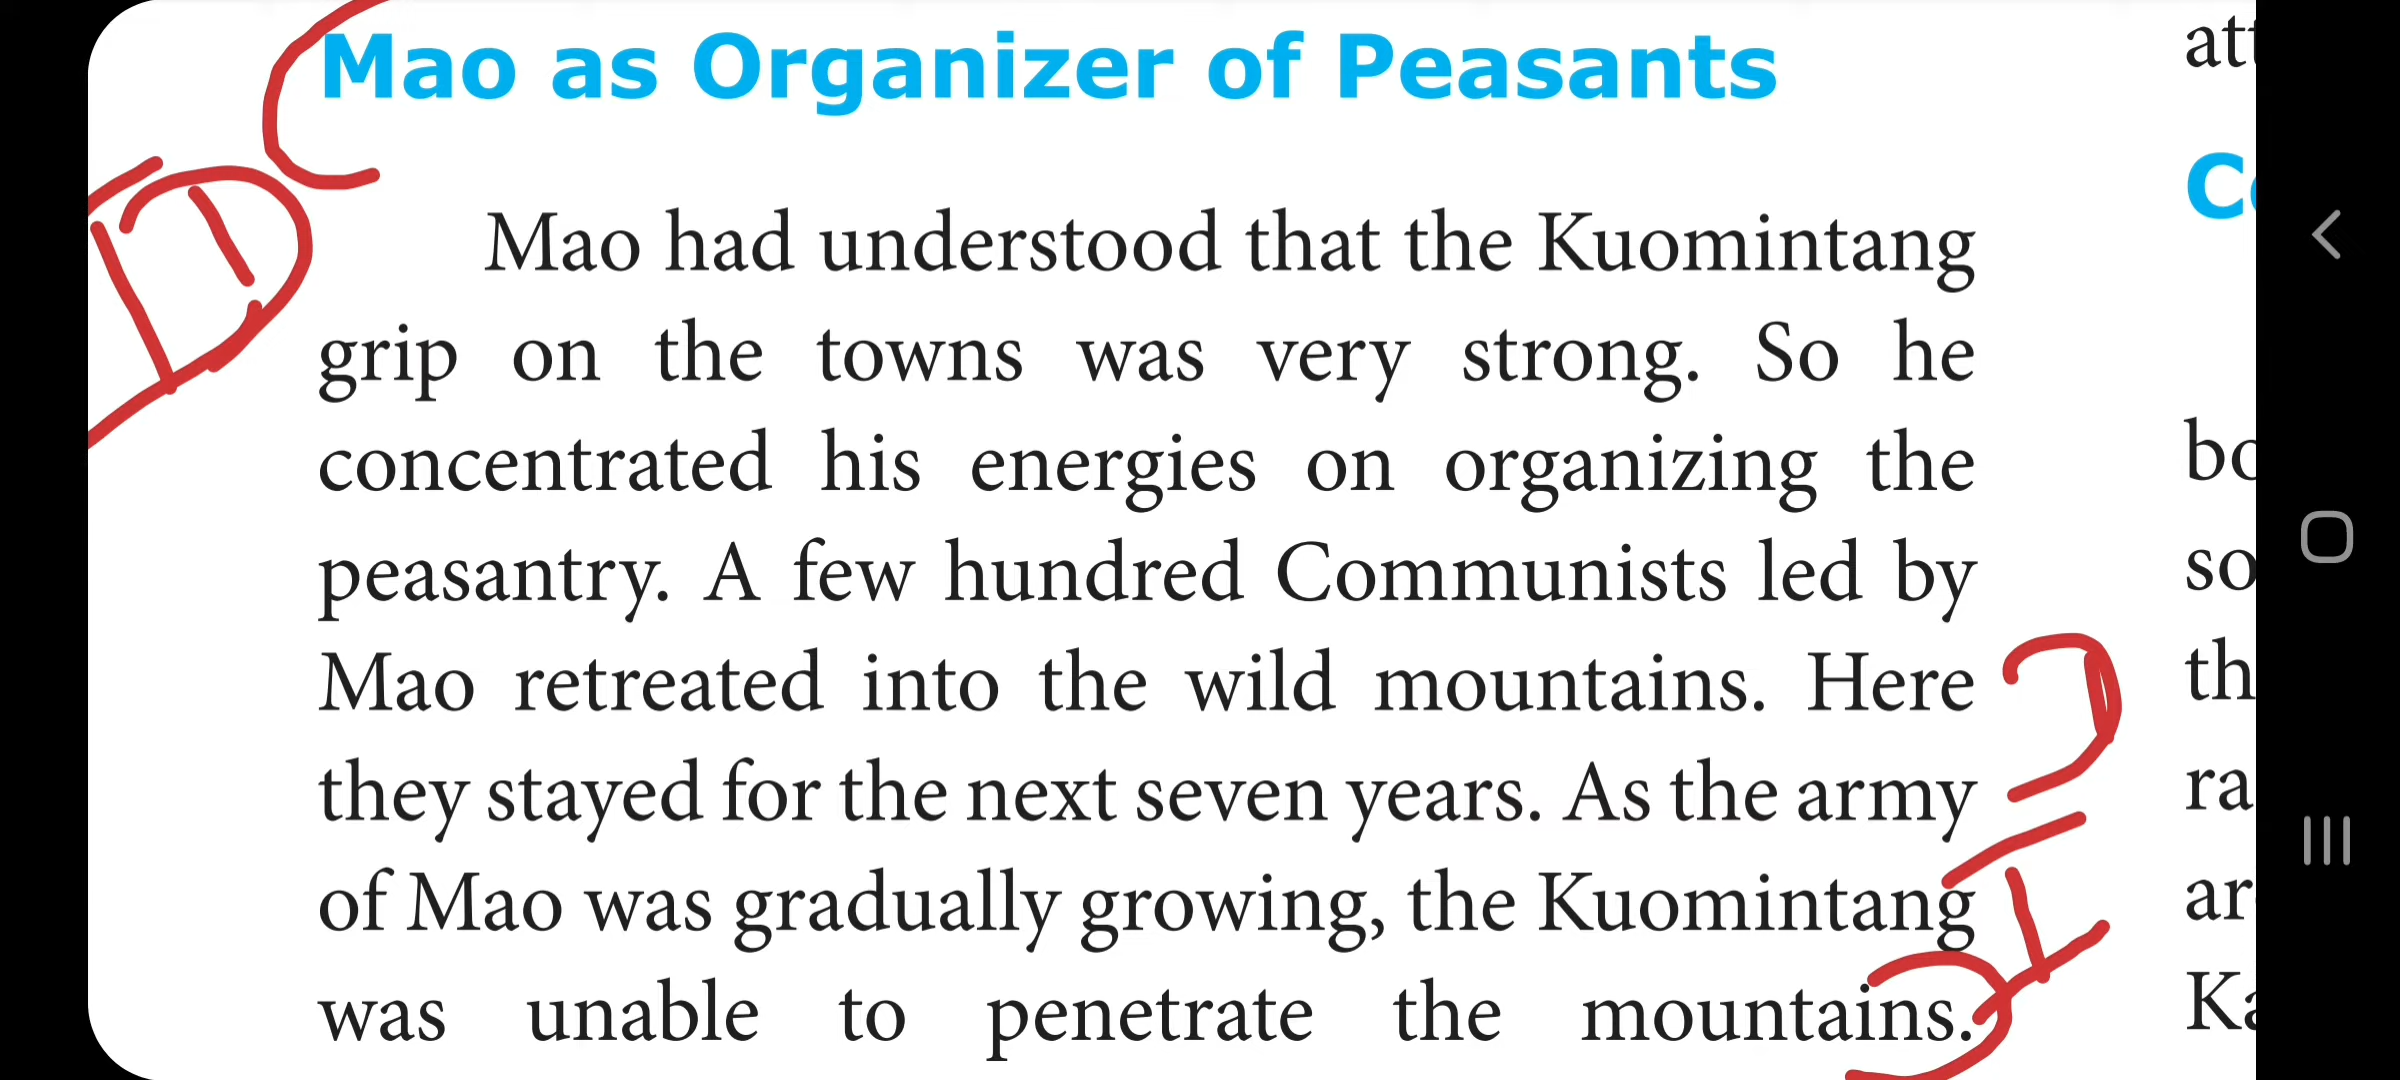 Mao as Organizer of Peasants
Mao had understood that the Kuomintang
grip on the towns was very strong. So he
concentrated his energies on organizing the
peasantry. A few hundred Communists led by
Mao retreated into the wild mountains. Here
they stayed for the next seven years. As the army
of Mao was gradually growing, the Kuomintang
was unable to penetrate the mountains.